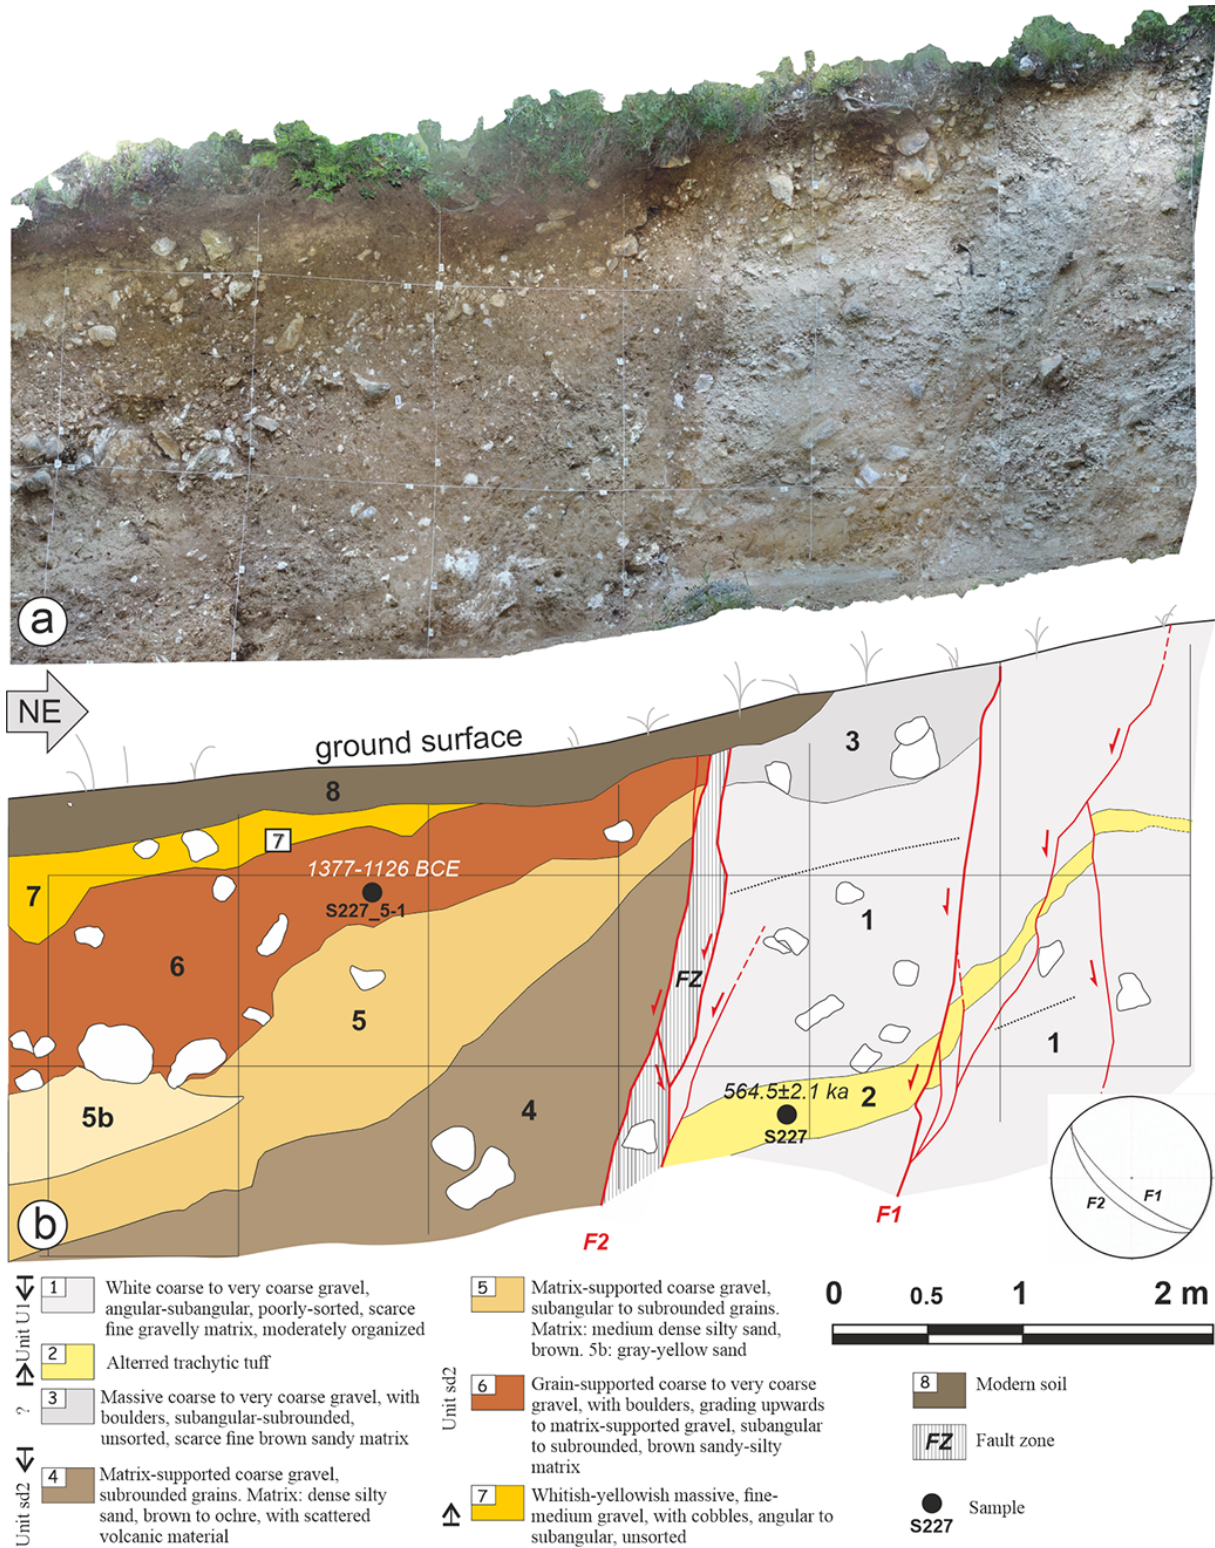 a
NE
ground surface
8
3
7
1377-1126 BCE
7
S227_5-1
1
6
FZ
5
1
564.5±2.1 ka
2
5b
4
S227
b
F1
F2
F1
F2
Unit U1
1
White coarse to very coarse gravel,
angular-subangular, poorly-sorted, scarce
fine gravelly matrix, moderately organized
2
Alterred trachytic tuff
?
3
Massive coarse to very coarse gravel, with
boulders, subangular-subrounded,
unsorted, scarce fine brown sandy matrix
Unit sd2
4
Matrix-supported coarse gravel,
subrounded grains. Matrix: dense silty
sand, brown to ochre, with scattered
volcanic material
Unit sd2
5
Matrix-supported coarse gravel,
subangular to subrounded grains.
Matrix: medium dense silty sand,
brown. 5b: gray-yellow sand
6
Grain-supported coarse to very coarse
gravel, with boulders, grading upwards
to matrix-supported gravel, subangular
to subrounded, brown sandy-silty
matrix
7
Whitish-yellowish massive, fine-
medium gravel, with cobbles, angular to
subangular, unsorted
0 0.5 1 2 m
8
Modern soil
FZ
Fault zone
Sample
S227